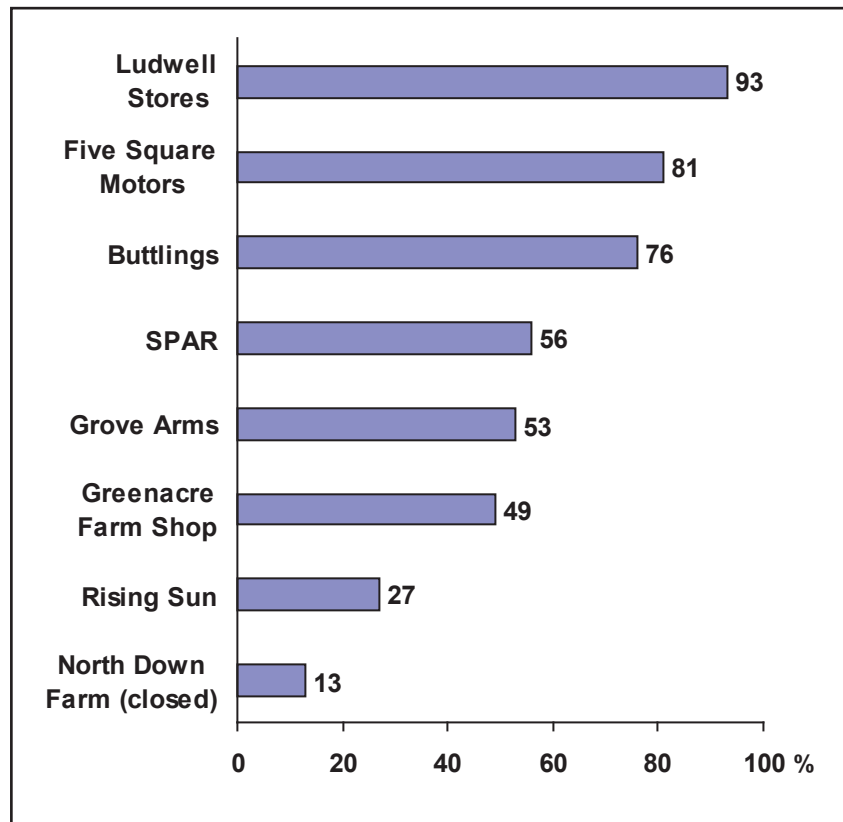 Ludwell
Stores
93
Five Square
Motors
81
Buttlings
76
SPAR
56
Grove Arms
53
Greenacre
Farm Shop
49
Rising Sun
27
North Down
Farm (closed)
13
0 20 40 60 80 100 %